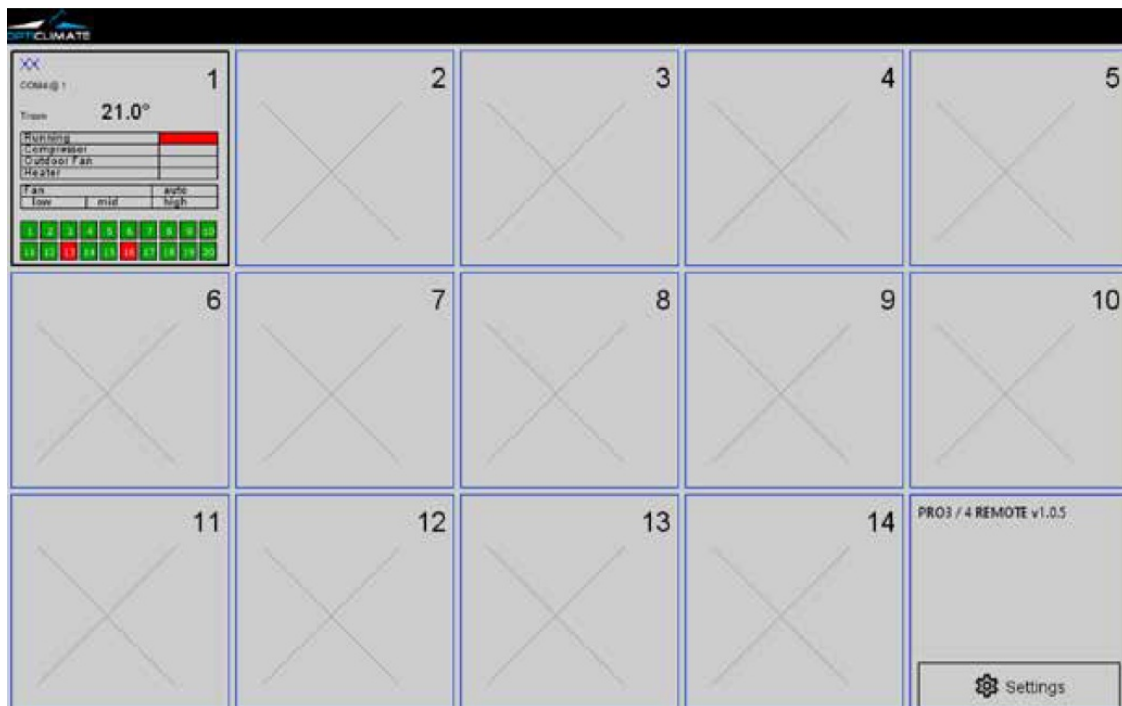 OPTICLIMATE
XX
1
COM4@ 1
Troom 21.0°
Running
Compressor
Outdoor Fan
Heater
Fan auto
low mid high
1 2 3 4 5 6 7 8 9 10
11 12 13 14 15 16 17 18 19 20
2
3
4
5
6
7
8
9
10
11
12
13
14
PRO3 / 4 REMOTE v1.0.5
Settings